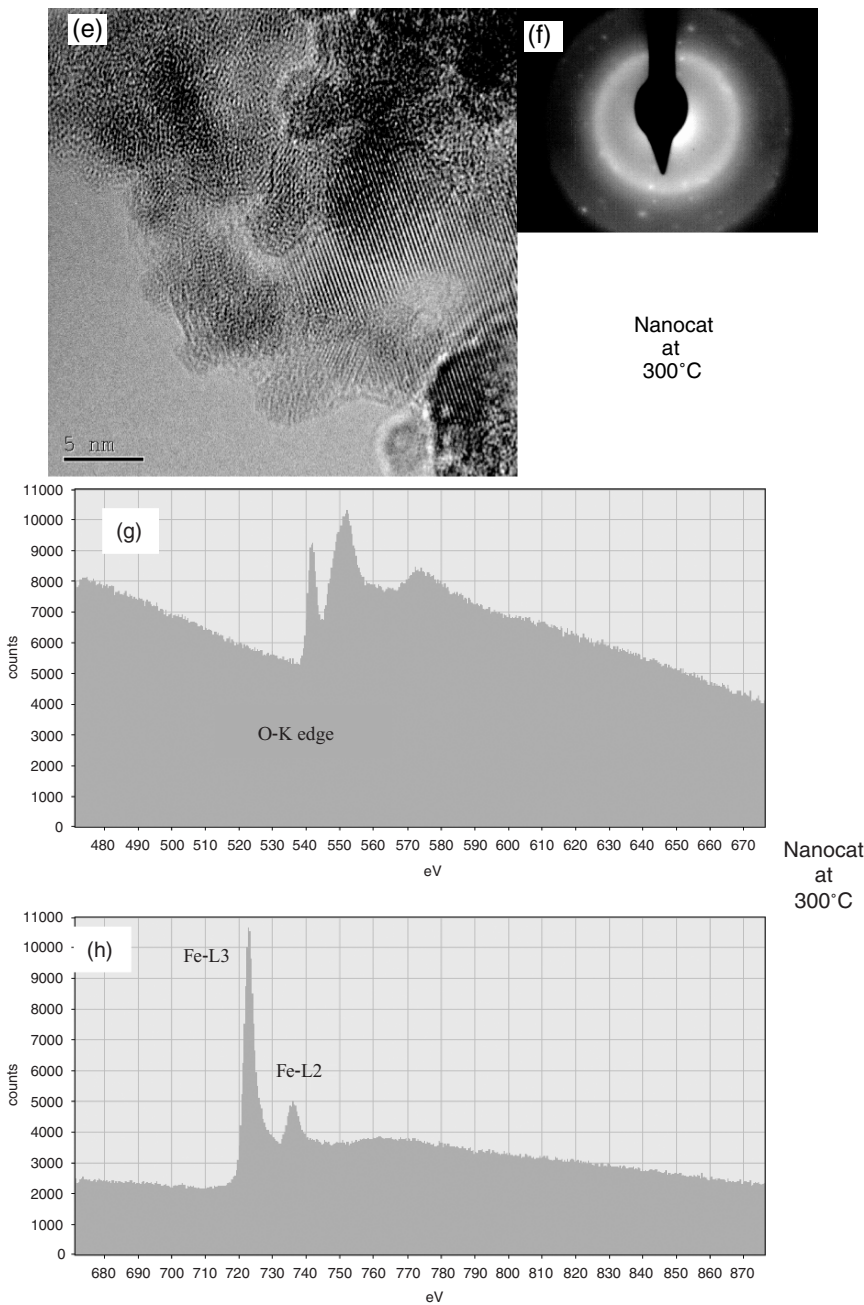 (e)
(f)
5 nm
Nanocat
at
300˚C
11000
10000
9000
8000
7000
6000
5000
4000
3000
2000
1000
0
counts
(g)
O-K edge
480 490 500 510 520 530 540 550 560 570 580 590 600 610 620 630 640 650 660 670
eV
Nanocat
at
300˚C
11000
10000
9000
8000
7000
6000
5000
4000
3000
2000
1000
0
counts
(h)
Fe-L3
Fe-L2
680 690 700 710 720 730 740 750 760 770 780 790 800 810 820 830 840 850 860 870
eV